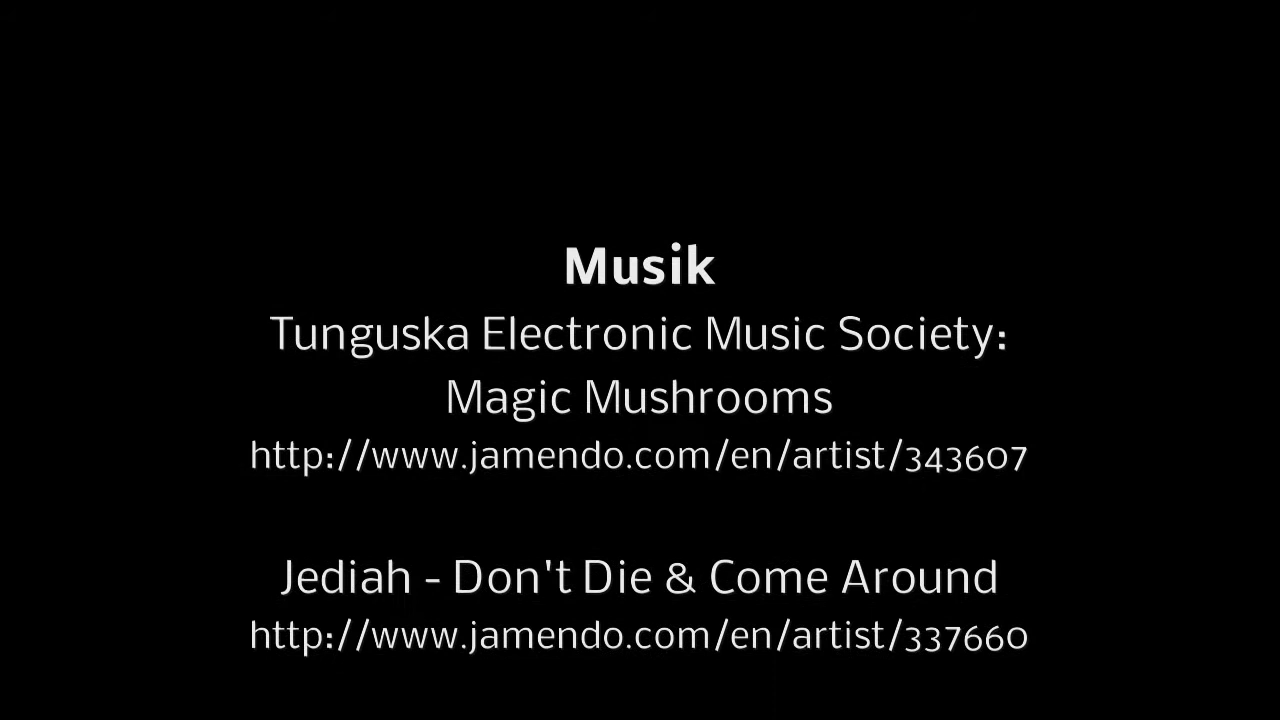 Musik
Tunguska Electronic Music Society:
Magic Mushrooms
http://www.jamendo.com/en/artist/343607
Jediah - Don't Die & Come Around
http://www.jamendo.com/en/artist/337660